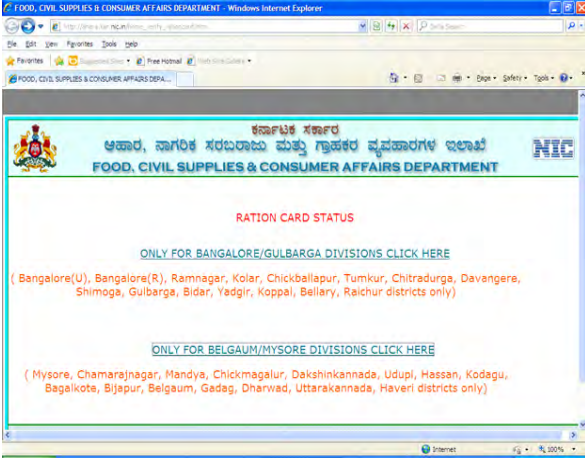 FOOD, CIVIL SUPPLIES & CONSUMER AFFAIRS DEPARTMENT - Windows Internet Explorer
File Edit View Favorites Tools Help
Favorites Suggested Sites Free Hotmail Web Slice Gallery
FOOD, CIVIL SUPPLIES & CONSUMER AFFAIRS DEPA... Page Safety Tools
ಕರ್ನಾಟಕ ಸರ್ಕಾರ
ಆಹಾರ, ನಾಗರಿಕ ಸರಬರಾಜು ಮತ್ತು ಗ್ರಾಹಕರ ವ್ಯವಹಾರಗಳ ಇಲಾಖೆ
NIC
FOOD, CIVIL SUPPLIES & CONSUMER AFFAIRS DEPARTMENT
RATION CARD STATUS
ONLY FOR BANGALORE/GULBARGA DIVISIONS CLICK HERE
( Bangalore(U), Bangalore(R), Ramnagar, Kolar, Chickballapur, Tumkur, Chitradurga, Davangere,
Shimoga, Gulbarga, Bidar, Yadgir, Koppal, Bellary, Raichur districts only)
ONLY FOR BELGAUM/MYSORE DIVISIONS CLICK HERE
( Mysore, Chamarajnagar, Mandya, Chickmagalur, Dakshinkannada, Udupi, Hassan, Kodagu,
Bagalkote, Bijapur, Belgaum, Gadag, Dharwad, Uttarakannada, Haveri districts only)
Internet 100%